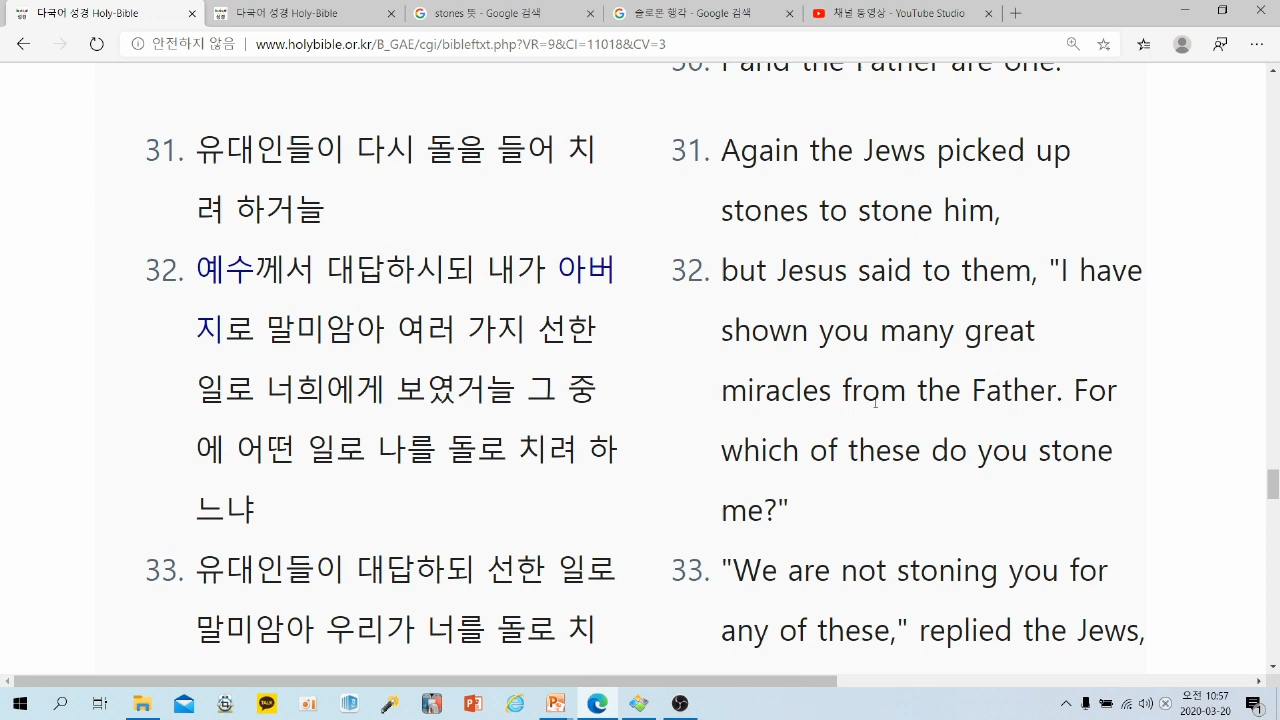 다국어 성경 Holy-Bible
다국어 성경 Holy-Bible
stones 뜻 - Google 검색
솔로몬 행각 - Google 검색
채널 동영상 - YouTube Studio
안전하지 않음
www.holybible.or.kr/B_GAE/cgi/bibleftxt.php?VR=9&CI=11018&CV=3
30. I and the Father are one.
31. 유대인들이 다시 돌을 들어 치
려 하거늘
32. 예수께서 대답하시되 내가 아버
지로 말미암아 여러 가지 선한
일로 너희에게 보였거늘 그 중
에 어떤 일로 나를 돌로 치려 하
느냐
33. 유대인들이 대답하되 선한 일로
말미암아 우리가 너를 돌로 치
31. Again the Jews picked up
stones to stone him,
32. but Jesus said to them, "I have
shown you many great
miracles from the Father. For
which of these do you stone
me?"
33. "We are not stoning you for
any of these," replied the Jews,
TALK
오전 10:57
2020-03-20
1